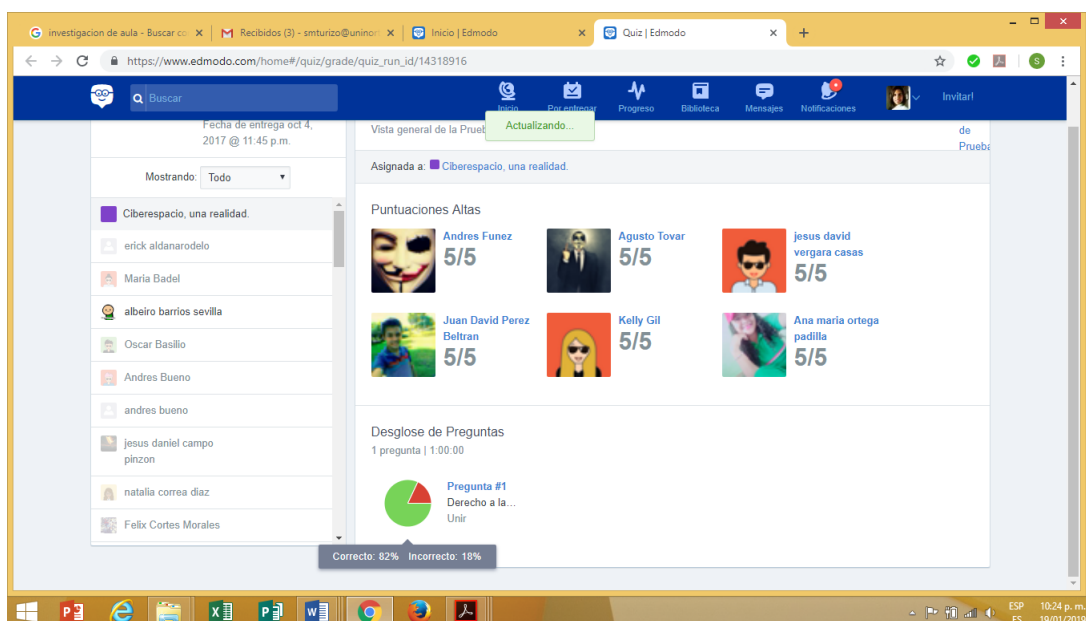 investigacion de aula - Buscar co
Recibidos (3) - smturizo@uninor
Inicio | Edmodo
Quiz | Edmodo
https://www.edmodo.com/home#/quiz/grade/quiz_run_id/14318916
S
Buscar
Inicio
Por entregar
Progreso
Biblioteca
Mensajes
Notificaciones
Invitar!
Actualizando...
Fecha de entrega oct 4,
2017 @ 11:45 p.m.
Mostrando: Todo
Ciberespacio, una realidad.
erick aldanarodelo
Maria Badel
albeiro barrios sevilla
Oscar Basilio
Andres Bueno
andres bueno
jesus daniel campo
pinzon
natalia correa diaz
Felix Cortes Morales
Vista general de la Prueb
de
Prueba
Asignada a: Ciberespacio, una realidad.
Puntuaciones Altas
Andres Funez
5/5
Agusto Tovar
5/5
jesus david
vergara casas
5/5
Juan David Perez
Beltran
5/5
Kelly Gil
5/5
Ana maria ortega
padilla
5/5
Desglose de Preguntas
1 pregunta | 1:00:00
Pregunta #1
Derecho a la...
Unir
Correcto: 82% Incorrecto: 18%
ESP
ES
10:24 p. m.
19/01/2019